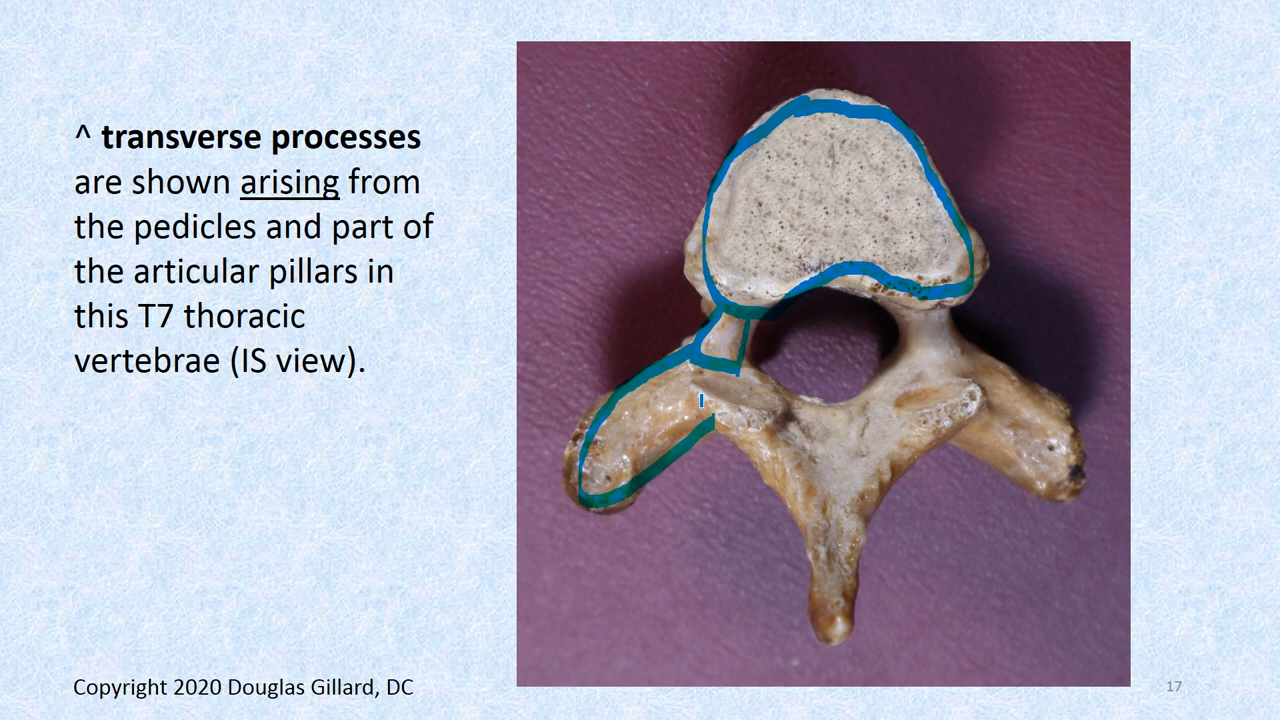 ^ transverse processes
are shown arising from
the pedicles and part of
the articular pillars in
this T7 thoracic
vertebrae (IS view).
Copyright 2020 Douglas Gillard, DC
17